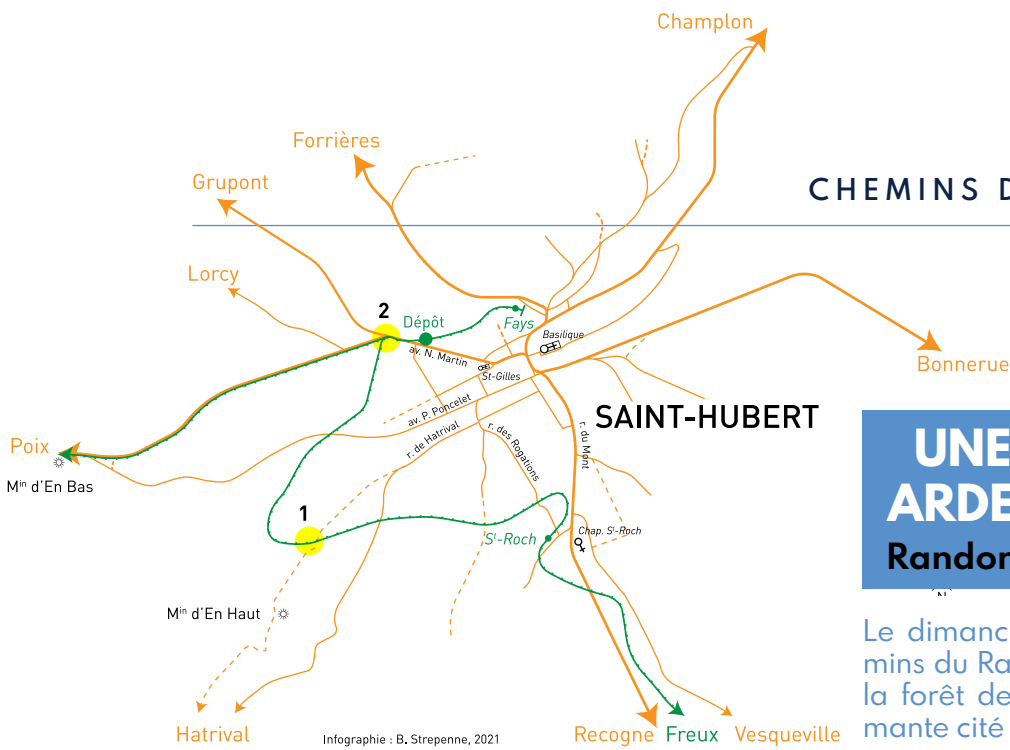 Champlon
Forrières
Grupont
CHEMINS D
Lorcy
2
Dépôt
Fays
Basilique
av. N. Martin
St-Gilles
Bonnerue
av. P. Poncelet
SAINT-HUBERT
r. de Hatrival
r. des Rogations
r. du Mont
Poix
Min d'En Bas
UNE
ARDE
Randor
1
St-Roch
Chap. St-Roch
N
Min d'En Haut
Le dimanc
mins du Ra
la forêt de
mante cité
Hatrival
Infographie : B. Strepenne, 2021
Recogne
Freux
Vesqueville